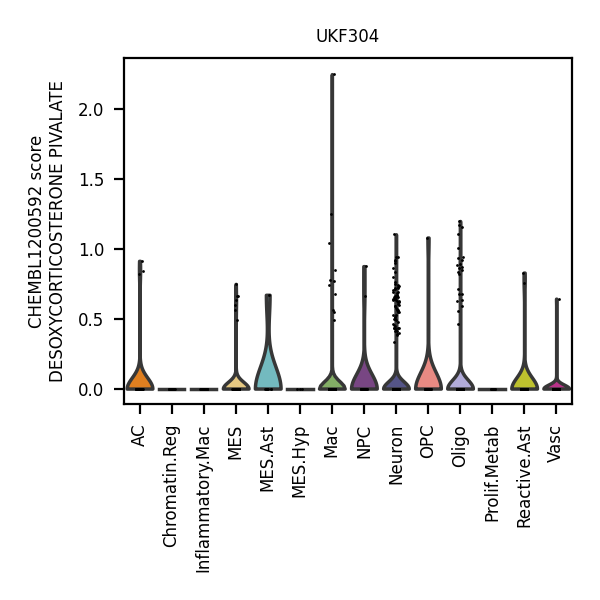 UKF304
CHEMBL1200592 score
DESOXYCORTICOSTERONE PIVALATE
2.0
1.5
1.0
0.5
0.0
AC
Chromatin.Reg
Inflammatory.Mac
MES
MES.Ast
MES.Hyp
Mac
NPC
Neuron
OPC
Oligo
Prolif.Metab
Reactive.Ast
Vasc